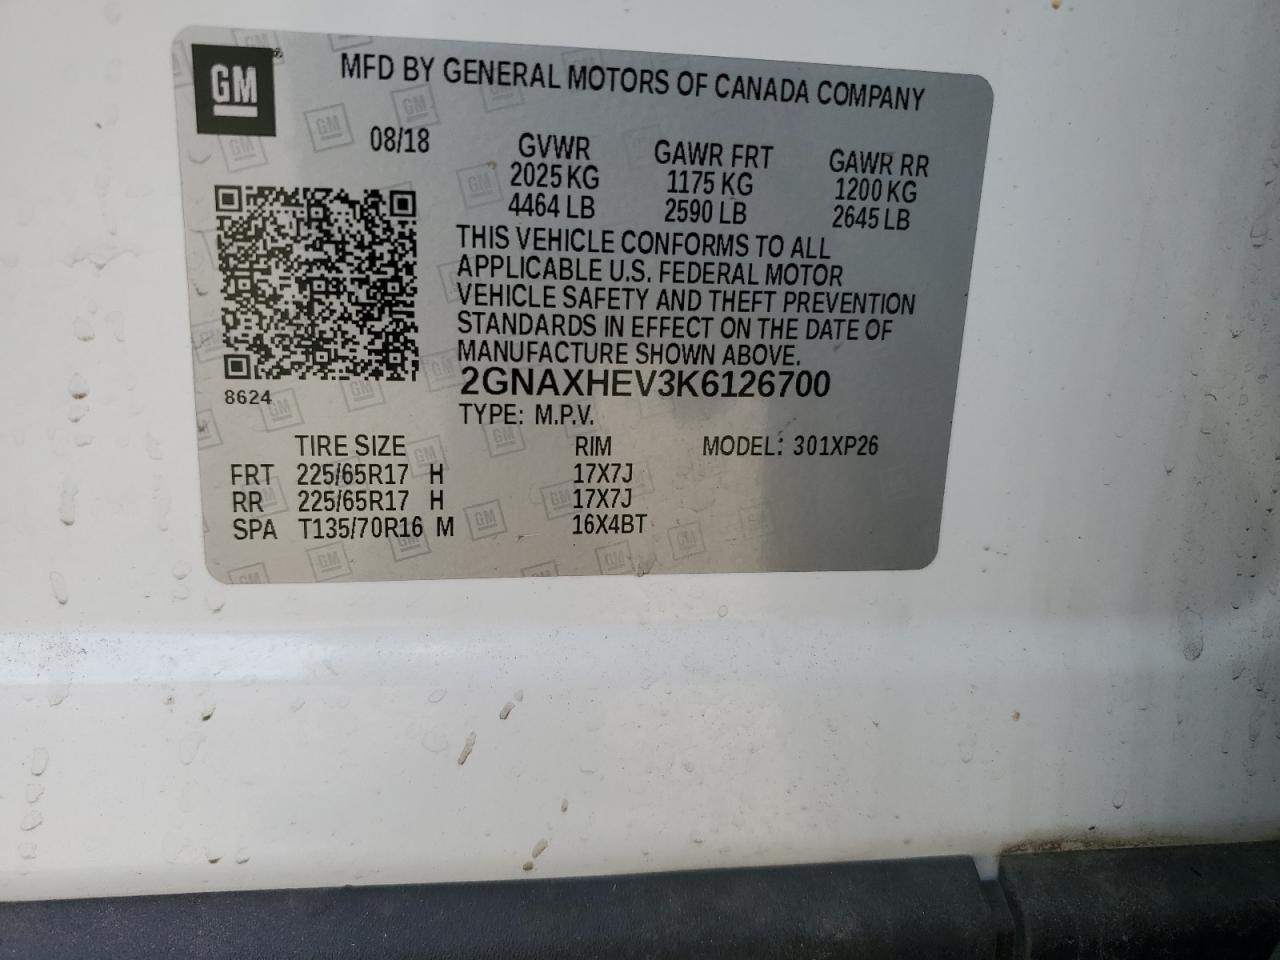 GM
MFD BY GENERAL MOTORS OF CANADA COMPANY
08/18
GVWR GAWR FRT GAWR RR
2025 KG 1175 KG 1200 KG
4464 LB 2590 LB 2645 LB
THIS VEHICLE CONFORMS TO ALL
APPLICABLE U.S. FEDERAL MOTOR
VEHICLE SAFETY AND THEFT PREVENTION
STANDARDS IN EFFECT ON THE DATE OF
MANUFACTURE SHOWN ABOVE.
2GNAXHEV3K6126700
8624
TYPE: M.P.V.
TIRE SIZE RIM MODEL: 301XP26
FRT 225/65R17 H 17X7J
RR 225/65R17 H 17X7J
SPA T135/70R16 M 16X4BT